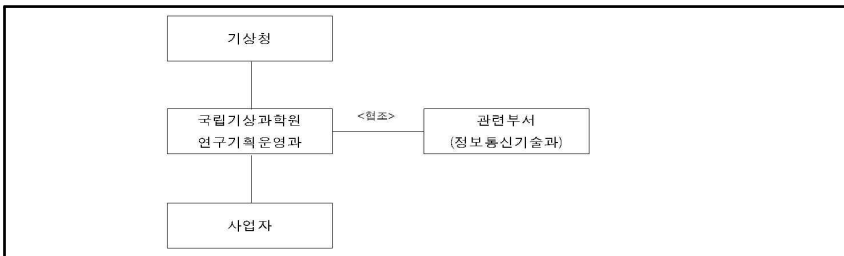 기상청
국립기상과학원
연구기획운영과
<협조>
관련부서
(정보통신기술과)
사업자